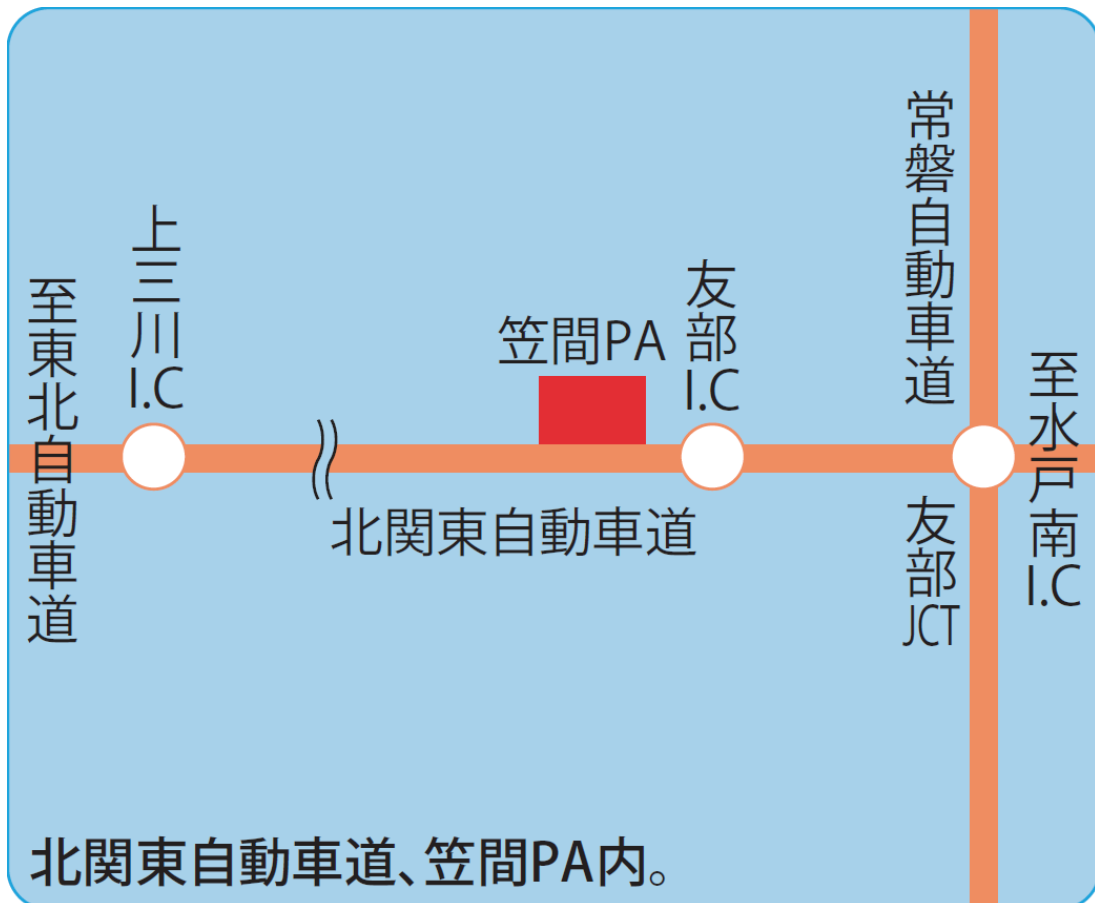 至東北自動車道
上三川I.C
笠間PA
友部I.C
常磐自動車道
至水戸南I.C
北関東自動車道
友部JCT
北関東自動車道、笠間PA内。